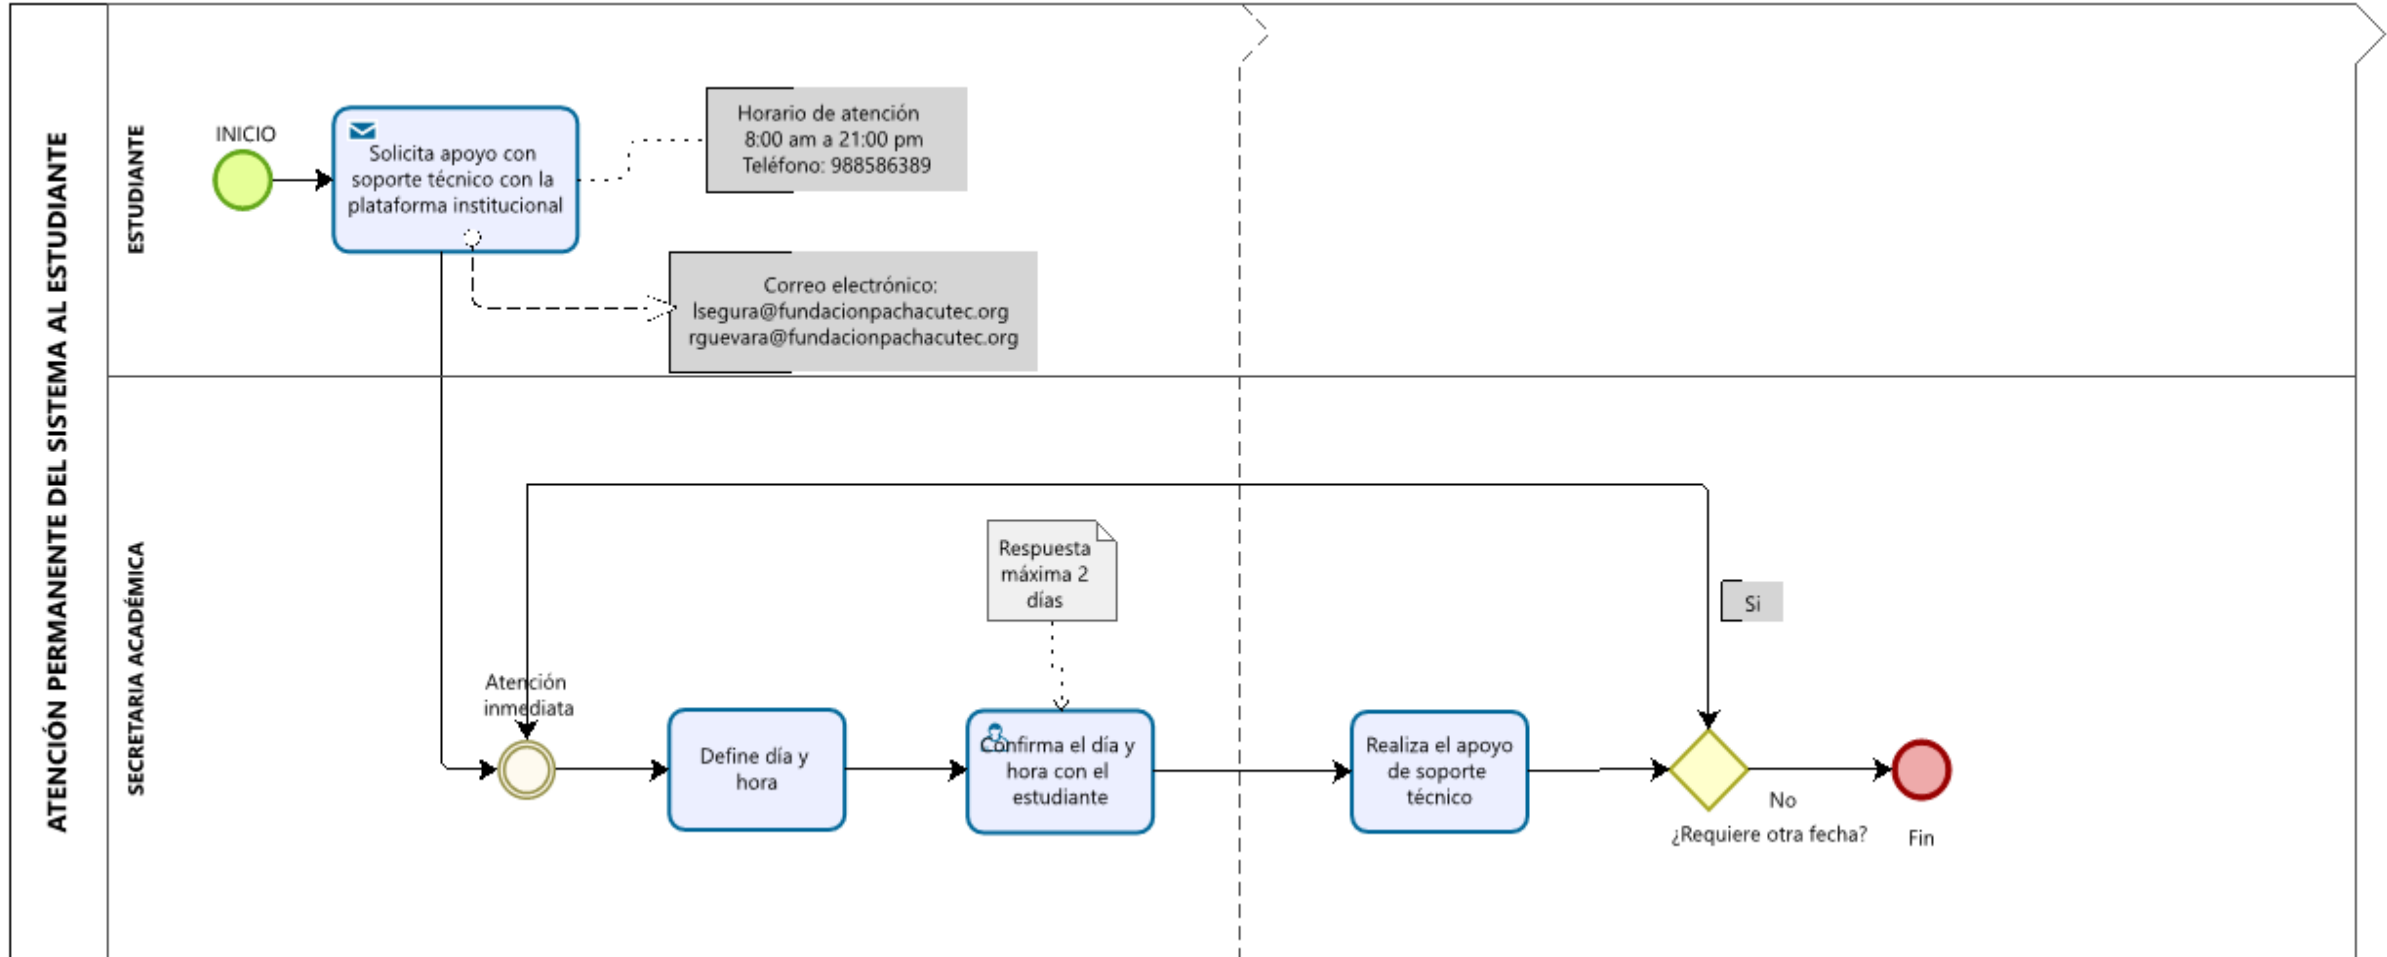 ATENCIÓN PERMANENTE DEL SISTEMA AL ESTUDIANTE
ESTUDIANTE
INICIO
Solicita apoyo con
soporte técnico con la
plataforma institucional
Horario de atención
8:00 am a 21:00 pm
Teléfono: 988586389
Correo electrónico:
lsegura@fundacionpachacutec.org
rguevara@fundacionpachacutec.org
SECRETARIA ACADÉMICA
Atención
inmediata
Define día y
hora
Respuesta
máxima 2
días
Confirma el día y
hora con el
estudiante
Realiza el apoyo
de soporte
técnico
Si
No
¿Requiere otra fecha?
Fin